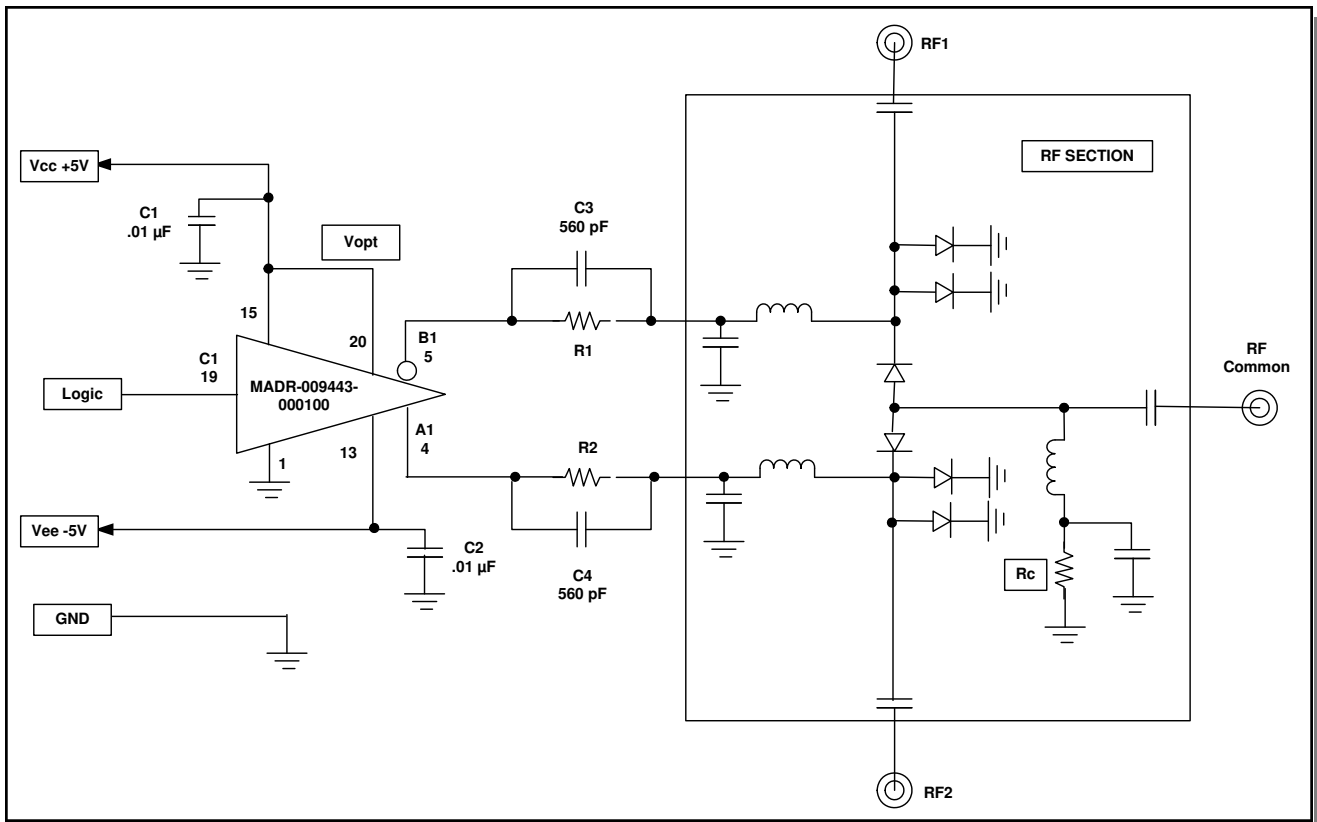 RF1
RF SECTION
Vcc +5V
C1
.01 µF
Vopt
C3
560 pF
15
20
B1
5
R1
C1
19
Logic
MADR-009443-
000100
RF
Common
A1
4
1
13
R2
Vee -5V
C2
.01 µF
C4
560 pF
Rc
GND
RF2